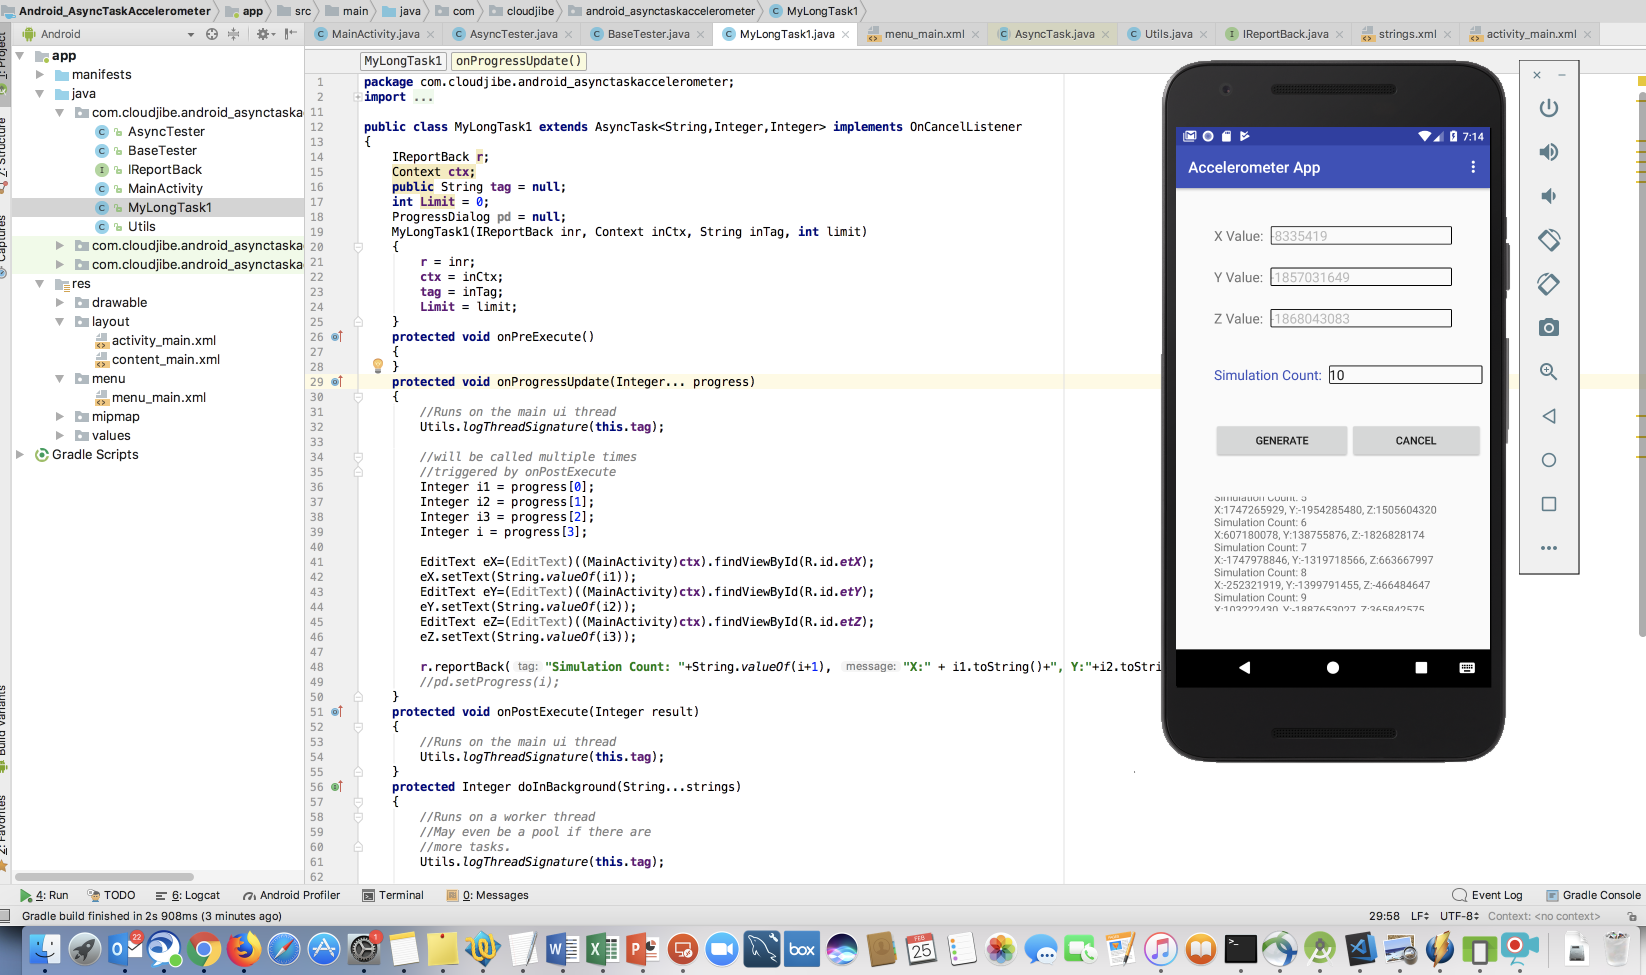 Android_AsyncTaskAccelerometer app src main java com cloudjibe android_asynctaskaccelerometer MyLongTask1
Android MainActivity.java AsyncTester.java BaseTester.java MyLongTask1.java menu_main.xml AsyncTask.java Utils.java IReportBack.java strings.xml activity_main.xml
1: Project
Z: Structure
Captures
Build Variants
2: Favorites
app
manifests
java
com.cloudjibe.android_asynctaska
AsyncTester
BaseTester
IReportBack
MainActivity
MyLongTask1
Utils
com.cloudjibe.android_asynctaska
com.cloudjibe.android_asynctaska
res
drawable
layout
activity_main.xml
content_main.xml
menu
menu_main.xml
mipmap
values
Gradle Scripts
MyLongTask1 onProgressUpdate()
1 package com.cloudjibe.android_asynctaskaccelerometer;
2 import ...
11
12 public class MyLongTask1 extends AsyncTask<String,Integer,Integer> implements OnCancelListener
13 {
14 IReportBack r;
15 Context ctx;
16 public String tag = null;
17 int Limit = 0;
18 ProgressDialog pd = null;
19 MyLongTask1(IReportBack inr, Context inCtx, String inTag, int limit)
20 {
21 r = inr;
22 ctx = inCtx;
23 tag = inTag;
24 Limit = limit;
25 }
26 protected void onPreExecute()
27 {
28 }
29 protected void onProgressUpdate(Integer... progress)
30 {
31 //Runs on the main ui thread
32 Utils.logThreadSignature(this.tag);
33
34 //will be called multiple times
35 //triggered by onPostExecute
36 Integer i1 = progress[0];
37 Integer i2 = progress[1];
38 Integer i3 = progress[2];
39 Integer i = progress[3];
40
41 EditText eX=(EditText)((MainActivity)ctx).findViewById(R.id.etX);
42 eX.setText(String.valueOf(i1));
43 EditText eY=(EditText)((MainActivity)ctx).findViewById(R.id.etY);
44 eY.setText(String.valueOf(i2));
45 EditText eZ=(EditText)((MainActivity)ctx).findViewById(R.id.etZ);
46 eZ.setText(String.valueOf(i3));
47
48 r.reportBack( tag: "Simulation Count: "+String.valueOf(i+1), message: "X:" + i1.toString()+", Y:"+i2.toStri
49 //pd.setProgress(i);
50 }
51 protected void onPostExecute(Integer result)
52 {
53 //Runs on the main ui thread
54 Utils.logThreadSignature(this.tag);
55 }
56 protected Integer doInBackground(String...strings)
57 {
58 //Runs on a worker thread
59 //May even be a pool if there are
60 //more tasks.
61 Utils.logThreadSignature(this.tag);
62
7:14
Accelerometer App
X Value: -8335419
Y Value: -1857031649
Z Value: -1868043083
Simulation Count: 10
GENERATE CANCEL
Simulation Count: 5
X:1747265929, Y:-1954285480, Z:1505604320
Simulation Count: 6
X:607180078, Y:138755876, Z:-1826828174
Simulation Count: 7
X:-1747978846, Y:-1319718566, Z:663667997
Simulation Count: 8
X:-252321919, Y:-1399791455, Z:-466484647
Simulation Count: 9
X:103222430, Y:-1887653027, Z:365842575
4: Run TODO 6: Logcat Android Profiler Terminal 0: Messages Event Log Gradle Console
Gradle build finished in 2s 908ms (3 minutes ago) 29:58 LF UTF-8 Context: <no context>
22
1
box
FEB
25